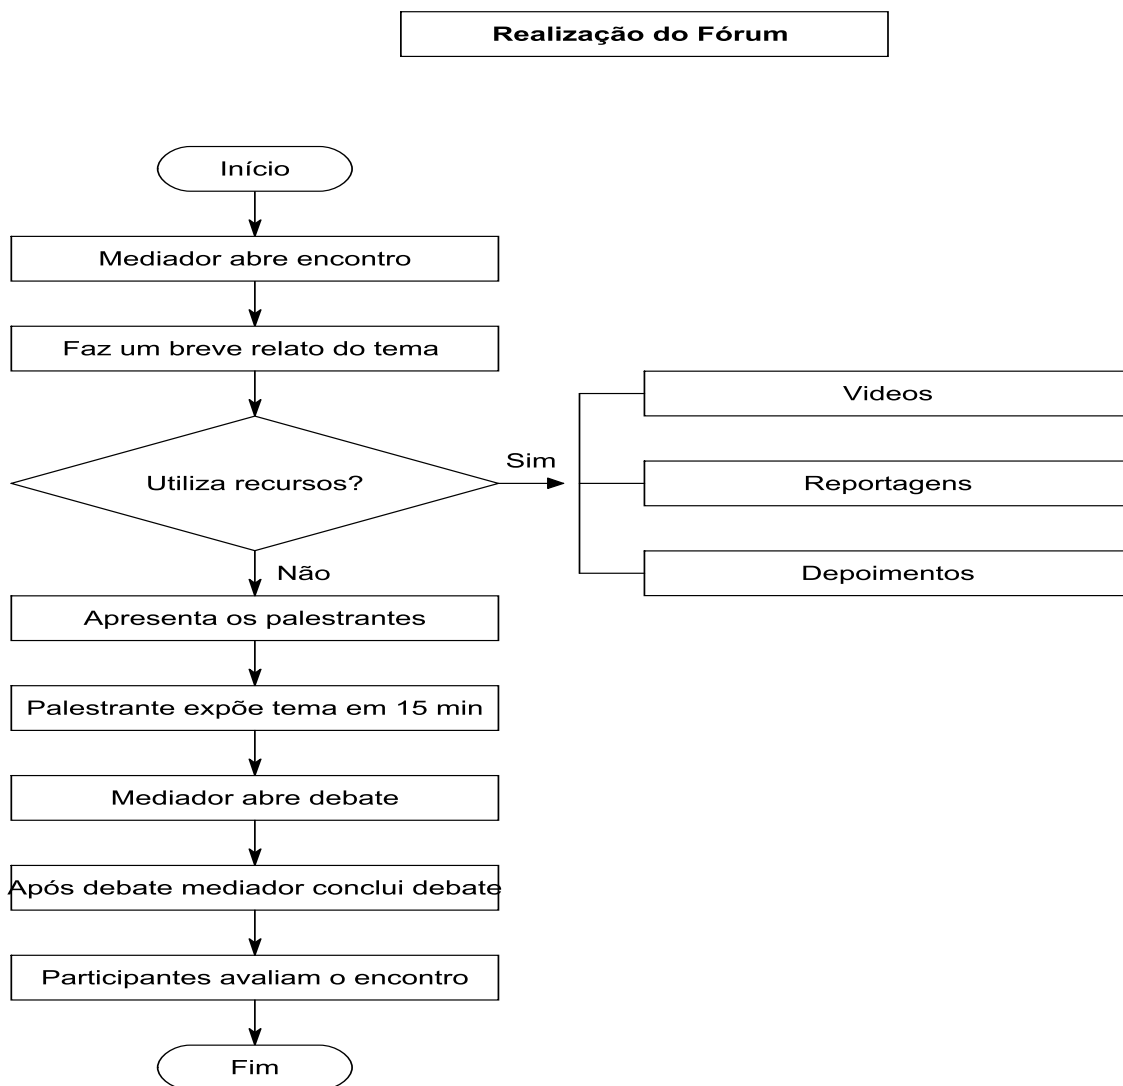 Realização do Fórum
Início
Mediador abre encontro
Faz um breve relato do tema
Utiliza recursos?
Sim
Videos
Reportagens
Depoimentos
Não
Apresenta os palestrantes
Palestrante expõe tema em 15 min
Mediador abre debate
Após debate mediador conclui debate
Participantes avaliam o encontro
Fim